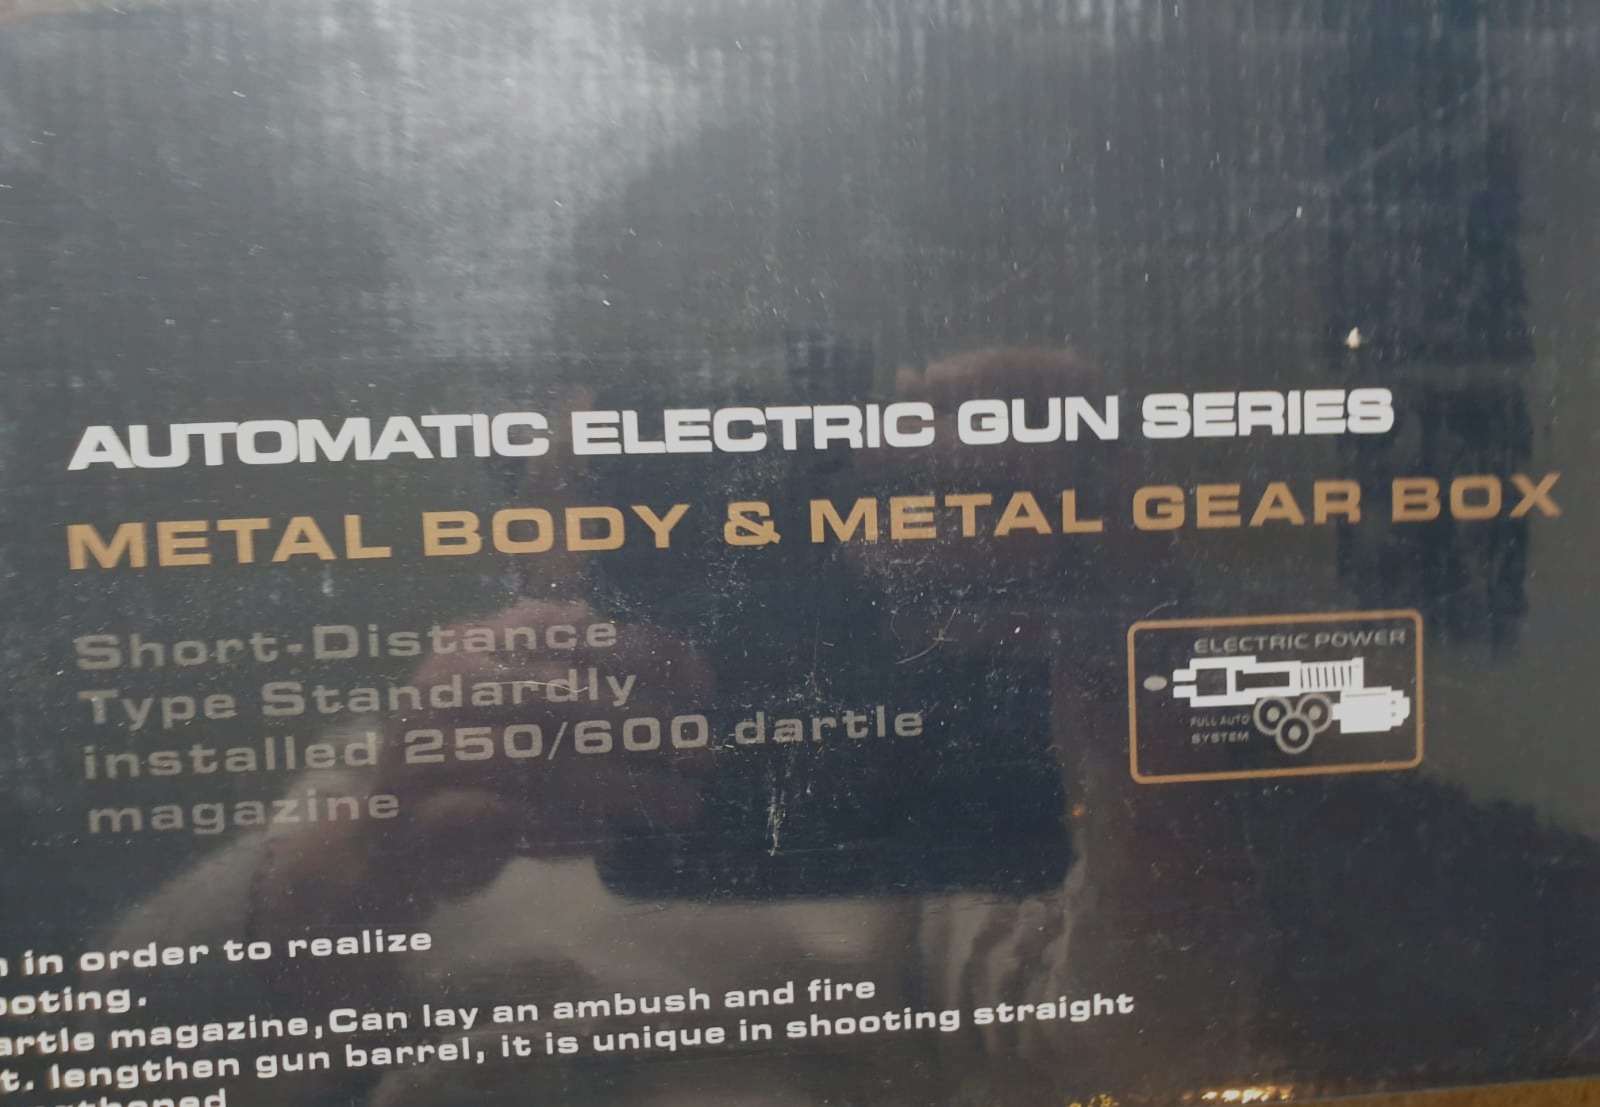 AUTOMATIC ELECTRIC GUN SERIES
METAL BODY & METAL GEAR BOX
Short-Distance
Type Standardly
installed 250/600 dartle
magazine
ELECTRIC POWER
FULL AUTO
SYSTEM
in order to realize
ooting.
artle magazine,Can lay an ambush and fire
t. lengthen gun barrel, it is unique in shooting straight